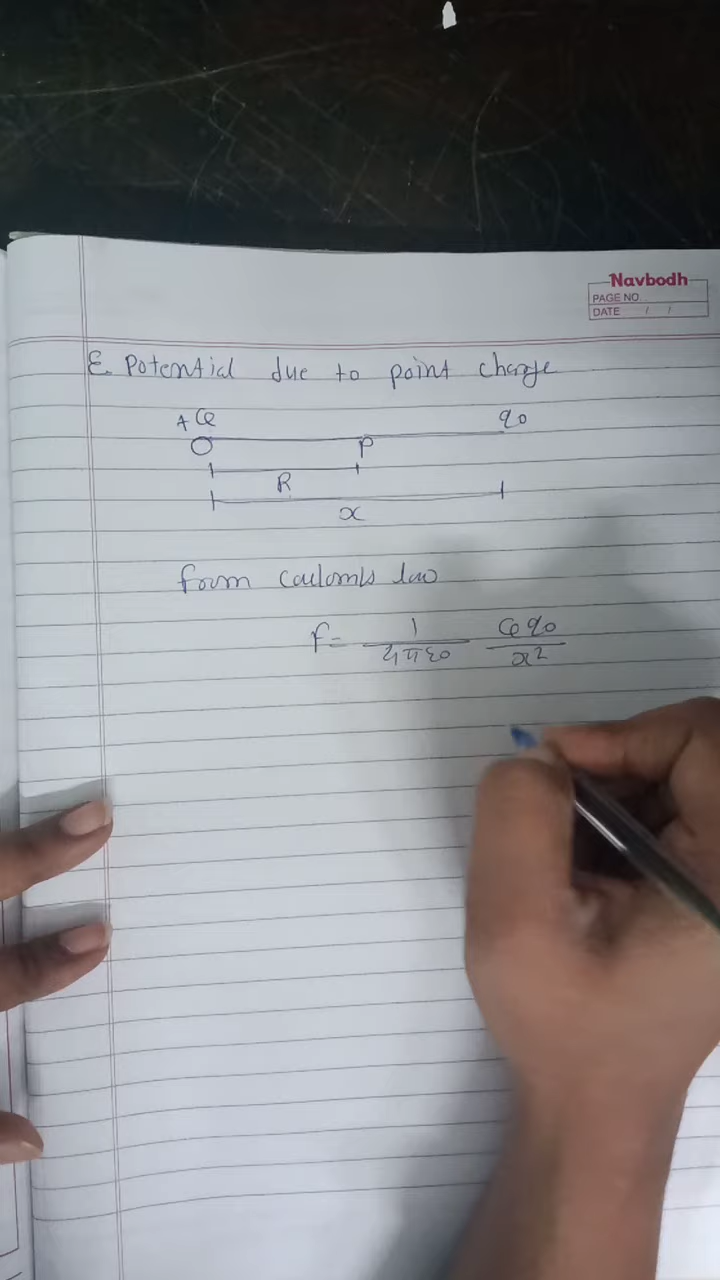 Navbodh
PAGE NO.
DATE / /
E. Potential due to point charge
+Q q0
P
R
x
from Coulombs law
F = 1/4πε0 Qq0/x²